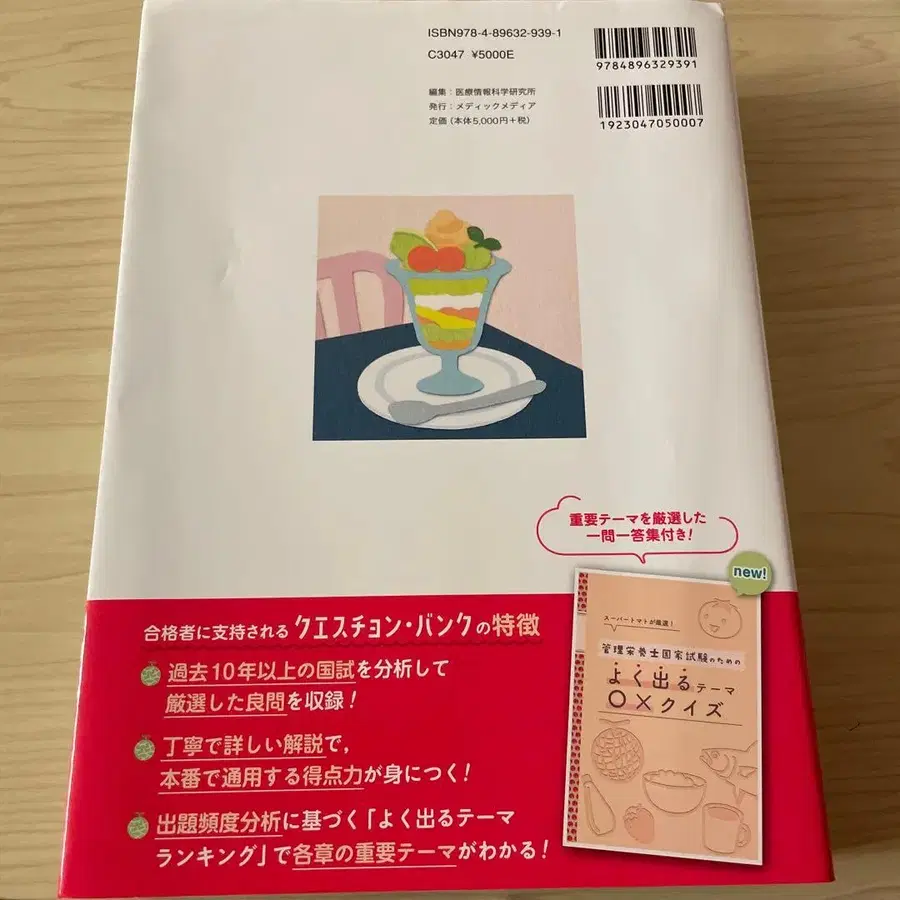 ISBN978-4-89632-939-1
C3047 ¥5000E
9784896329391
編集：医療情報科学研究所
発行：メディックメディア
定価（本体5,000円＋税）
1923047050007
重要テーマを厳選した
一問一答集付き！
new!
スーパートマトが厳選！
管理栄養士国家試験のための
よく出るテーマ
○×クイズ
合格者に支持されるクエスチョン・バンクの特徴
過去10年以上の国試を分析して
厳選した良問を収録！
丁寧で詳しい解説で、
本番で通用する得点力が身につく！
出題頻度分析に基づく「よく出るテーマ
ランキング」で各章の重要テーマがわかる！